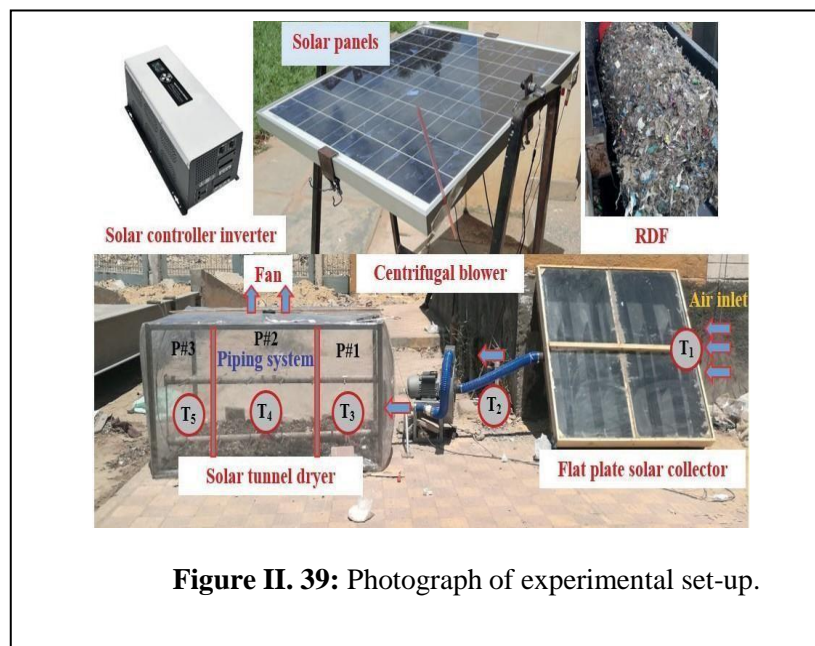 Solar panels
Solar controller inverter
RDF
Fan
Centrifugal blower
Air inlet
P#3
P#2
P#1
Piping system
T1
T2
T5
T4
T3
Solar tunnel dryer
Flat plate solar collector
Figure II. 39: Photograph of experimental set-up.